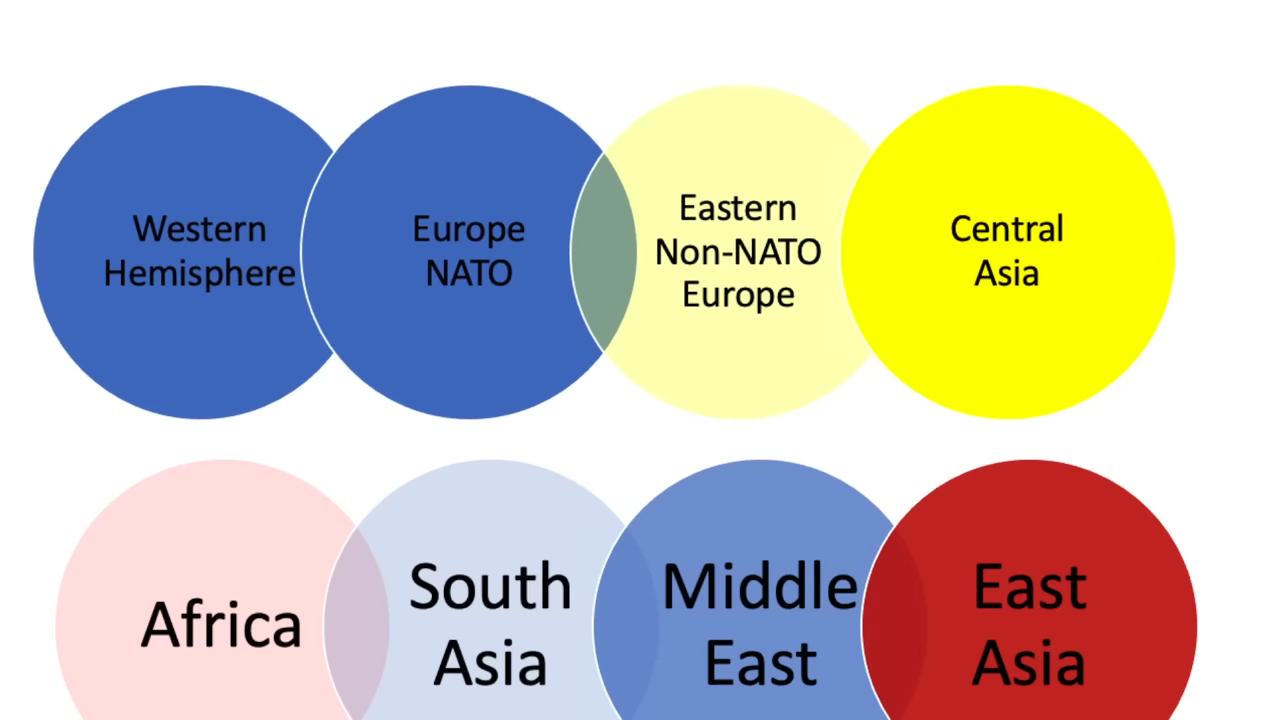 Western
Hemisphere
Europe
NATO
Eastern
Non-NATO
Europe
Central
Asia
Africa
South
Asia
Middle
East
East
Asia